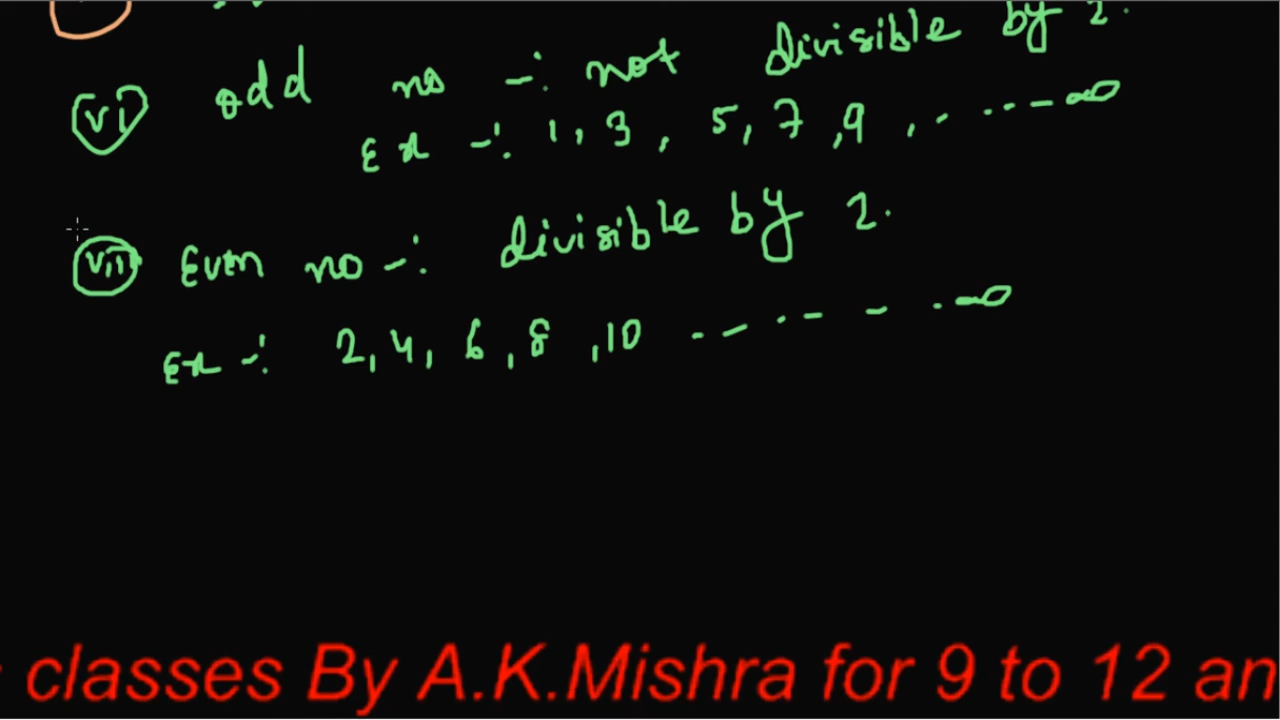 (vi) odd no -: not divisible by 2.
Ex -: 1, 3, 5, 7, 9, . - . . . - ∞
(vii) Even no -: divisible by 2.
Ex -: 2, 4, 6, 8, 10 . - . - - . - ∞
classes By A.K.Mishra for 9 to 12 an